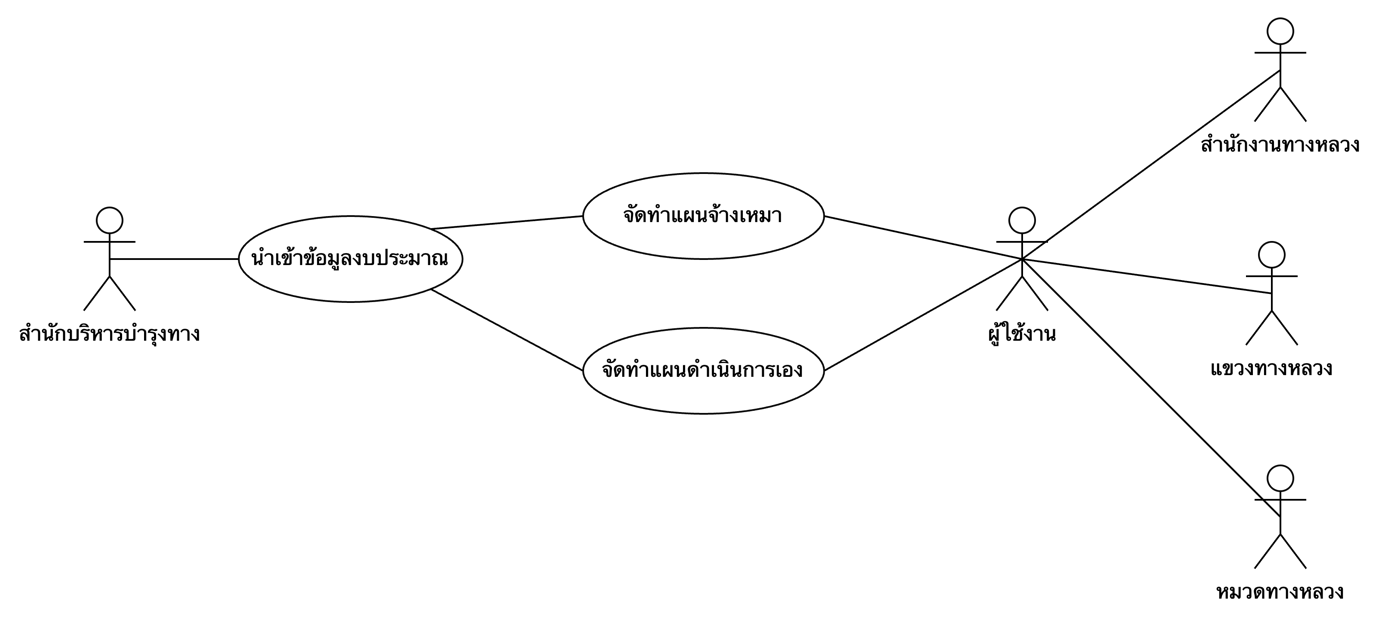 สำนักงานทางหลวง
จัดทำแผนจ้างเหมา
นำเข้าข้อมูลงบประมาณ
สำนักบริหารบำรุงทาง
ผู้ใช้งาน
แขวงทางหลวง
จัดทำแผนดำเนินการเอง
หมวดทางหลวง